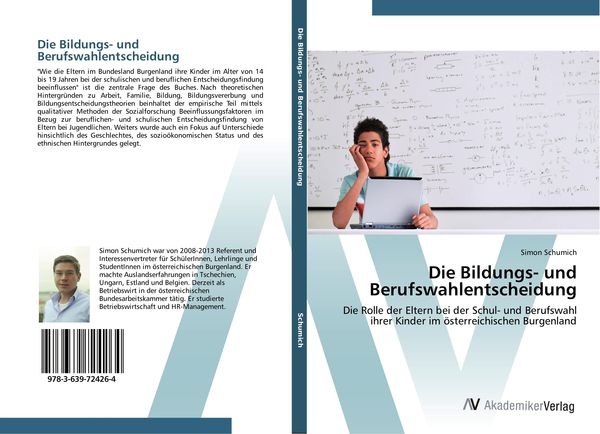 Die Bildungs- und
Berufswahlentscheidung
"Wie die Eltern im Bundesland Burgenland ihre Kinder im Alter von 14
bis 19 Jahren bei der schulischen und beruflichen Entscheidungsfindung
beeinflussen" ist die zentrale Frage des Buches. Nach theoretischen
Hintergründen zu Arbeit, Familie, Bildung, Bildungsvererbung und
Bildungsentscheidungstheorien beinhaltet der empirische Teil mittels
qualitativer Methoden der Sozialforschung Beeinflussungsfaktoren im
Bezug zur beruflichen- und schulischen Entscheidungsfindung von
Eltern bei Jugendlichen. Weiters wurde auch ein Fokus auf Unterschiede
hinsichtlich des Geschlechtes, des sozioökonomischen Status und des
ethnischen Hintergrundes gelegt.
Simon Schumich war von 2008-2013 Referent und
Interessenvertreter für SchülerInnen, Lehrlinge und
StudentInnen im österreichischen Burgenland. Er
machte Auslandserfahrungen in Tschechien,
Ungarn, Estland und Belgien. Derzeit als
Betriebswirt in der österreichischen
Bundesarbeitskammer tätig. Er studierte
Betriebswirtschaft und HR-Management.
978-3-639-72426-4
Die Bildungs- und Berufswahlentscheidung
Schumich
Simon Schumich
Die Bildungs- und
Berufswahlentscheidung
Die Rolle der Eltern bei der Schul- und Berufswahl
ihrer Kinder im österreichischen Burgenland
AV AkademikerVerlag